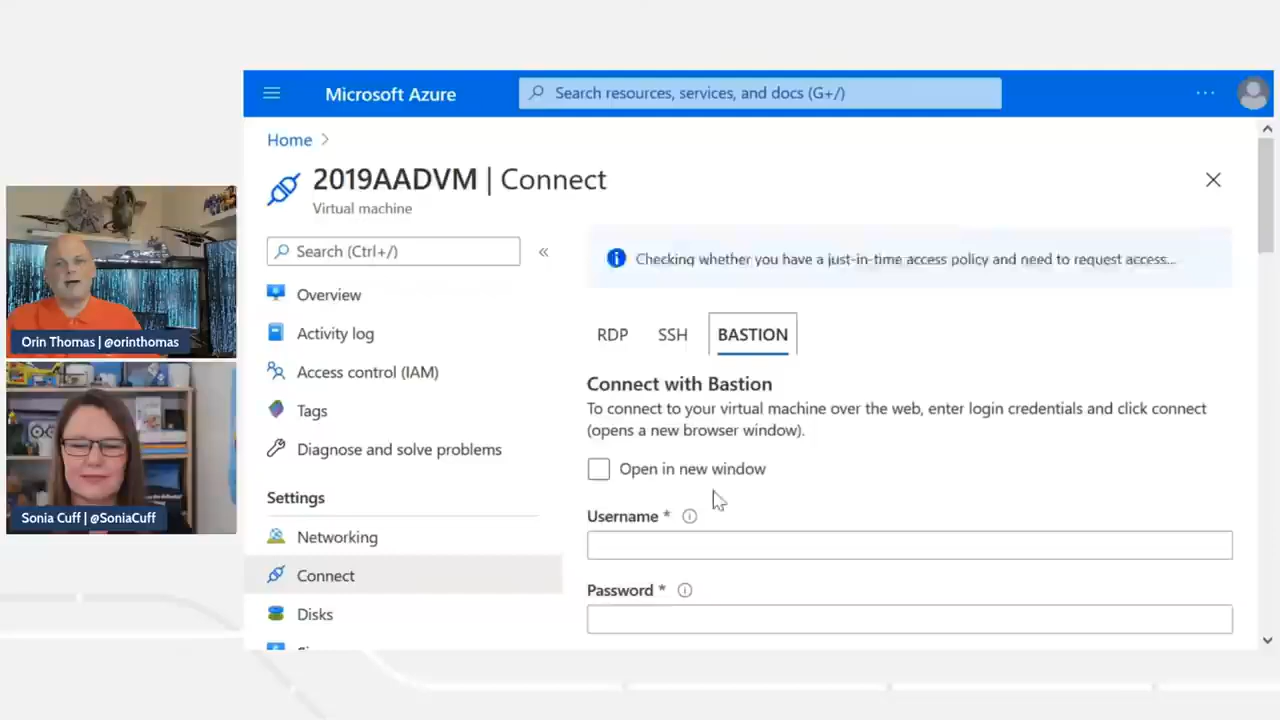 Microsoft Azure
Search resources, services, and docs (G+/)
...
Home
2019AADVM | Connect
Virtual machine
Search (Ctrl+/)
«
Overview
Activity log
Access control (IAM)
Tags
Diagnose and solve problems
Settings
Networking
Connect
Disks
Checking whether you have a just-in-time access policy and need to request access...
RDP SSH BASTION
Connect with Bastion
To connect to your virtual machine over the web, enter login credentials and click connect
(opens a new browser window).
Open in new window
Username *
Password *
Orin Thomas | @orinthomas
Sonia Cuff | @SoniaCuff